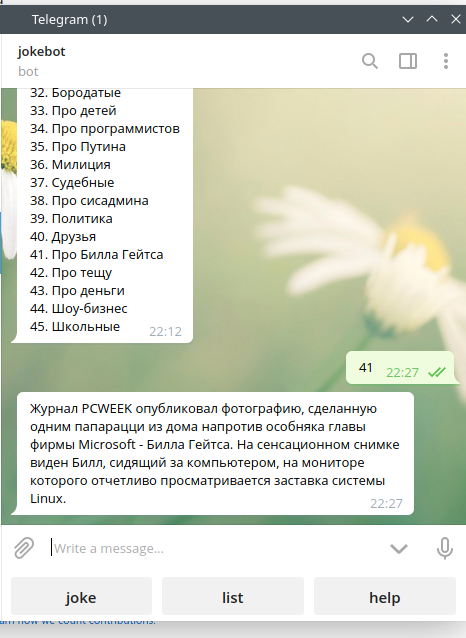 Telegram (1)
jokebot
bot
32. Бородатые
33. Про детей
34. Про программистов
35. Про Путина
36. Милиция
37. Судебные
38. Про сисадмина
39. Политика
40. Друзья
41. Про Билла Гейтса
42. Про тещу
43. Про деньги
44. Шоу-бизнес
45. Школьные
22:12
41 22:27
Журнал PCWEEK опубликовал фотографию, сделанную
одним папарацци из дома напротив особняка главы
фирмы Microsoft - Билла Гейтса. На сенсационном снимке
виден Билл, сидящий за компьютером, на мониторе
которого отчетливо просматривается заставка системы
Linux.
22:27
Write a message...
joke list help
how we count contributions.